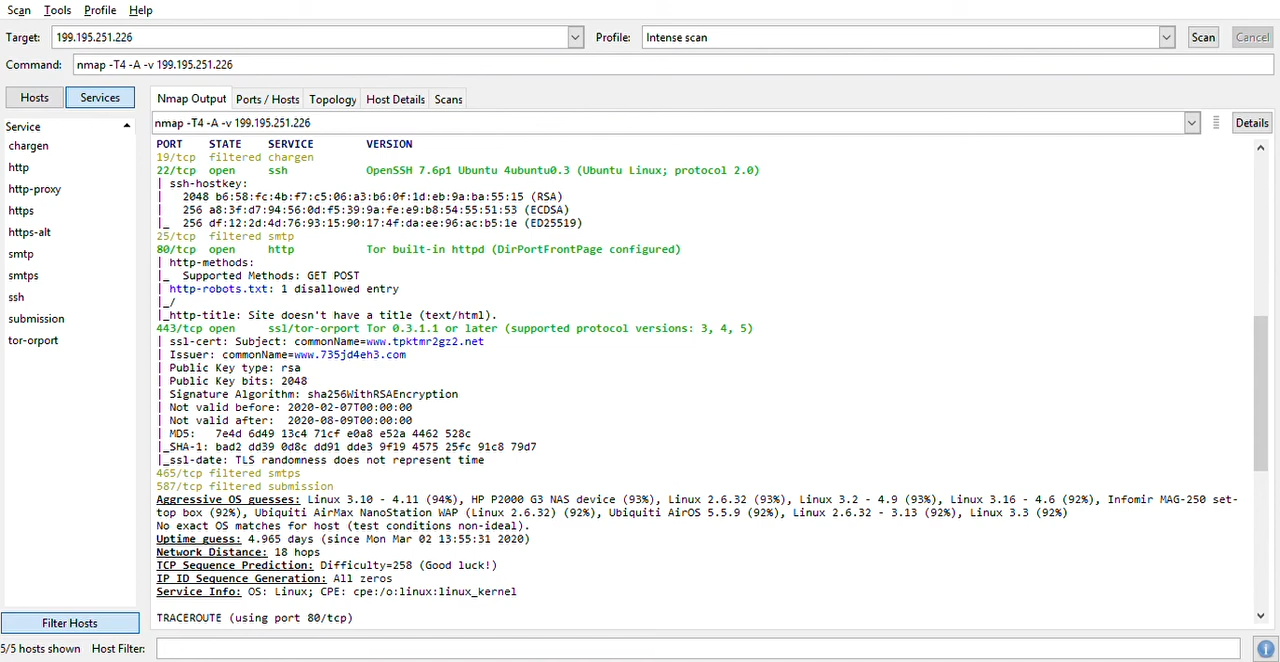 Scan Tools Profile Help
Target: 199.195.251.226 Profile: Intense scan Scan Cancel
Command: nmap -T4 -A -v 199.195.251.226
Hosts Services
Service
chargen
http
http-proxy
https
https-alt
smtp
smtps
ssh
submission
tor-orport
Filter Hosts
Nmap Output Ports / Hosts Topology Host Details Scans
nmap -T4 -A -v 199.195.251.226 Details
PORT STATE SERVICE VERSION
19/tcp filtered chargen
22/tcp open ssh OpenSSH 7.6p1 Ubuntu 4ubuntu0.3 (Ubuntu Linux; protocol 2.0)
| ssh-hostkey:
| 2048 b6:58:fc:4b:f7:c5:06:a3:b6:0f:1d:eb:9a:ba:55:15 (RSA)
| 256 a8:3f:d7:94:56:0d:f5:39:9a:fe:e9:b8:54:55:51:53 (ECDSA)
|_ 256 df:12:2d:4d:76:93:15:90:17:4f:da:ee:96:ac:b5:1e (ED25519)
25/tcp filtered smtp
80/tcp open http Tor built-in httpd (DirPortFrontPage configured)
| http-methods:
|_ Supported Methods: GET POST
| http-robots.txt: 1 disallowed entry
|_/
|_http-title: Site doesn't have a title (text/html).
443/tcp open ssl/tor-orport Tor 0.3.1.1 or later (supported protocol versions: 3, 4, 5)
| ssl-cert: Subject: commonName=www.tpktmr2gz2.net
| Issuer: commonName=www.735jd4eh3.com
| Public Key type: rsa
| Public Key bits: 2048
| Signature Algorithm: sha256WithRSAEncryption
| Not valid before: 2020-02-07T00:00:00
| Not valid after: 2020-08-09T00:00:00
| MD5: 7e4d 6d49 13c4 71cf e0a8 e52a 4462 528c
|_SHA-1: bad2 dd39 0d8c dd91 dde3 9f19 4575 25fc 91c8 79d7
|_ssl-date: TLS randomness does not represent time
465/tcp filtered smtps
587/tcp filtered submission
Aggressive OS guesses: Linux 3.10 - 4.11 (94%), HP P2000 G3 NAS device (93%), Linux 2.6.32 (93%), Linux 3.2 - 4.9 (93%), Linux 3.16 - 4.6 (92%), Infomir MAG-250 set-
top box (92%), Ubiquiti AirMax NanoStation WAP (Linux 2.6.32) (92%), Ubiquiti AirOS 5.5.9 (92%), Linux 2.6.32 - 3.13 (92%), Linux 3.3 (92%)
No exact OS matches for host (test conditions non-ideal).
Uptime guess: 4.965 days (since Mon Mar 02 13:55:31 2020)
Network Distance: 18 hops
TCP Sequence Prediction: Difficulty=258 (Good luck!)
IP ID Sequence Generation: All zeros
Service Info: OS: Linux; CPE: cpe:/o:linux:linux_kernel
TRACEROUTE (using port 80/tcp)
5/5 hosts shown Host Filter: